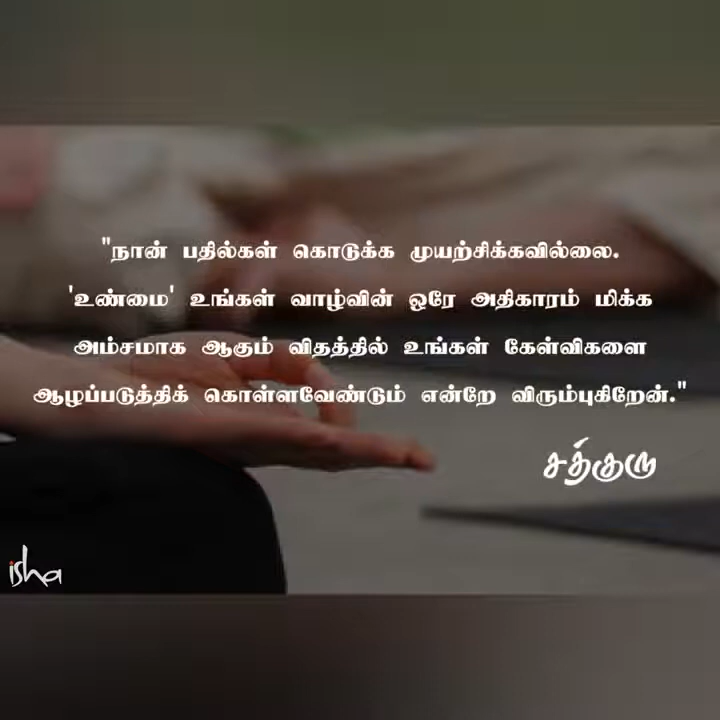 "நான் பதில்கள் கொடுக்க முயற்சிக்கவில்லை.
'உண்மை' உங்கள் வாழ்வின் ஒரே அதிகாரம் மிக்க
அம்சமாக ஆகும் விதத்தில் உங்கள் கேள்விகளை
ஆழப்படுத்திக் கொள்ளவேண்டும் என்றே விரும்புகிறேன்."
சத்குரு
isha